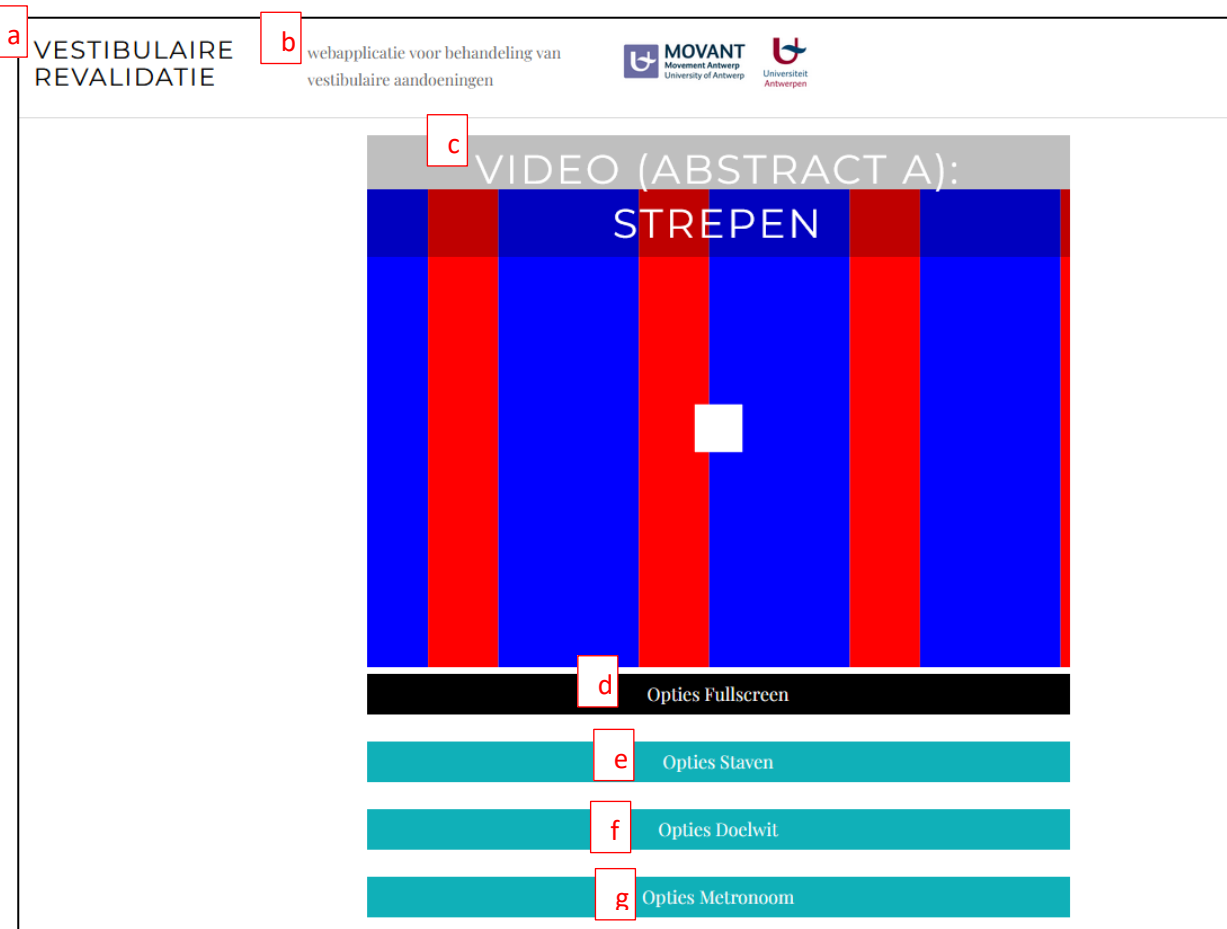 a
VESTIBULAIRE
REVALIDATIE
b
webapplicatie voor behandeling van
vestibulaire aandoeningen
MOVANT
Movement Antwerp
University of Antwerp
Universiteit
Antwerpen
c
VIDEO (ABSTRACT A):
STREPEN
d
Opties Fullscreen
e
Opties Staven
f
Opties Doelwit
g
Opties Metronoom